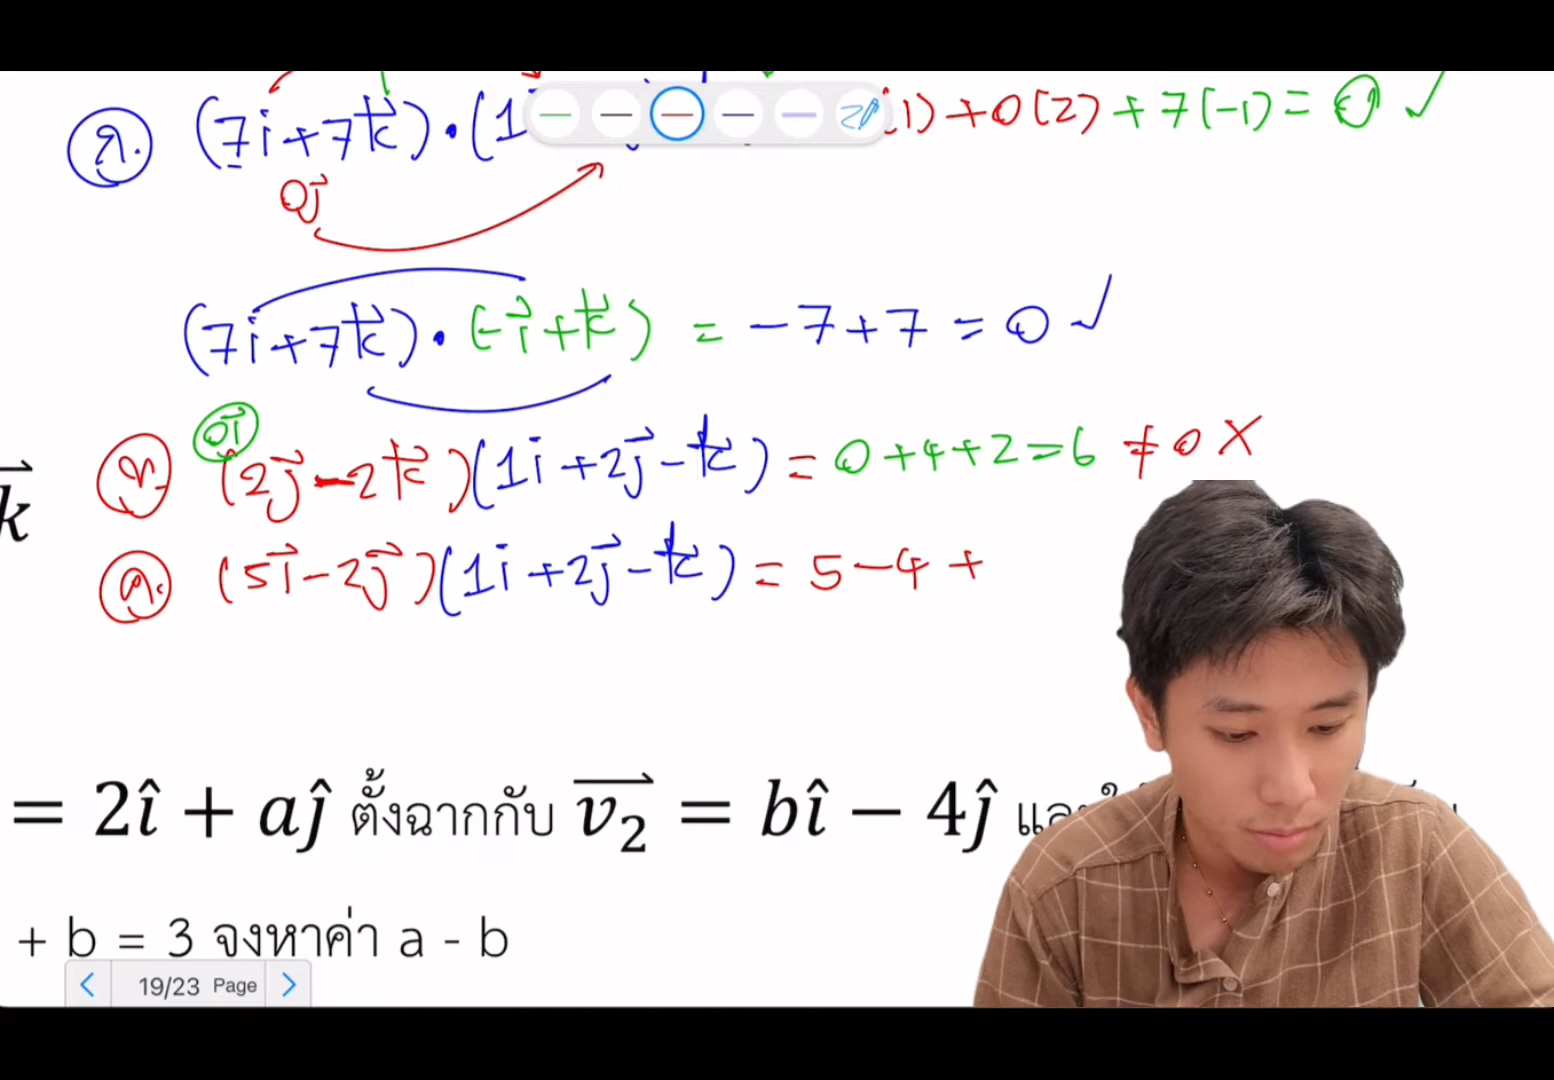 ก. (7i+7k)·(1 (1)+0(2)+7(-1)=0 ✓
0j
(7i+7k)·(-i+k) = -7+7 = 0 ✓
0i
ข. (2j-2k)(1i+2j-k) = 0+4+2=6 ≠0 X
k
ค. (5i-2j)(1i+2j-k) = 5-4+
= 2î + aĵ ตั้งฉากกับ v₂ = bî − 4ĵ
+ b = 3 จงหาค่า a - b
19/23 Page